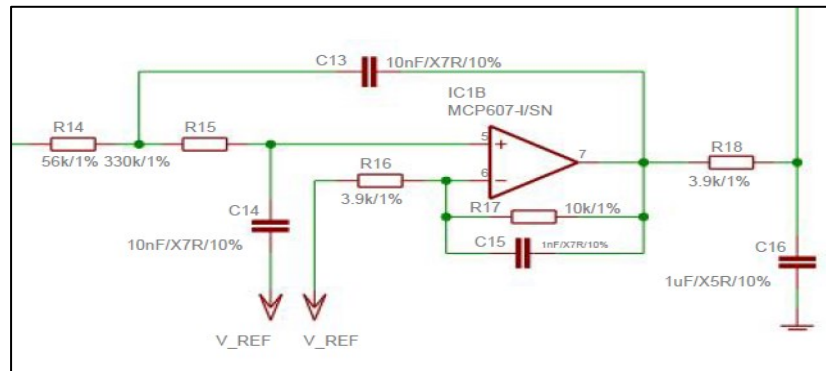 C13
10nF/X7R/10%
IC1B
MCP607-I/SN
R14
R15
56k/1%
330k/1%
5
+
7
6
-
R16
3.9k/1%
R18
3.9k/1%
C14
10nF/X7R/10%
R17
10k/1%
C15
1nF/X7R/10%
C16
1uF/X5R/10%
V_REF
V_REF